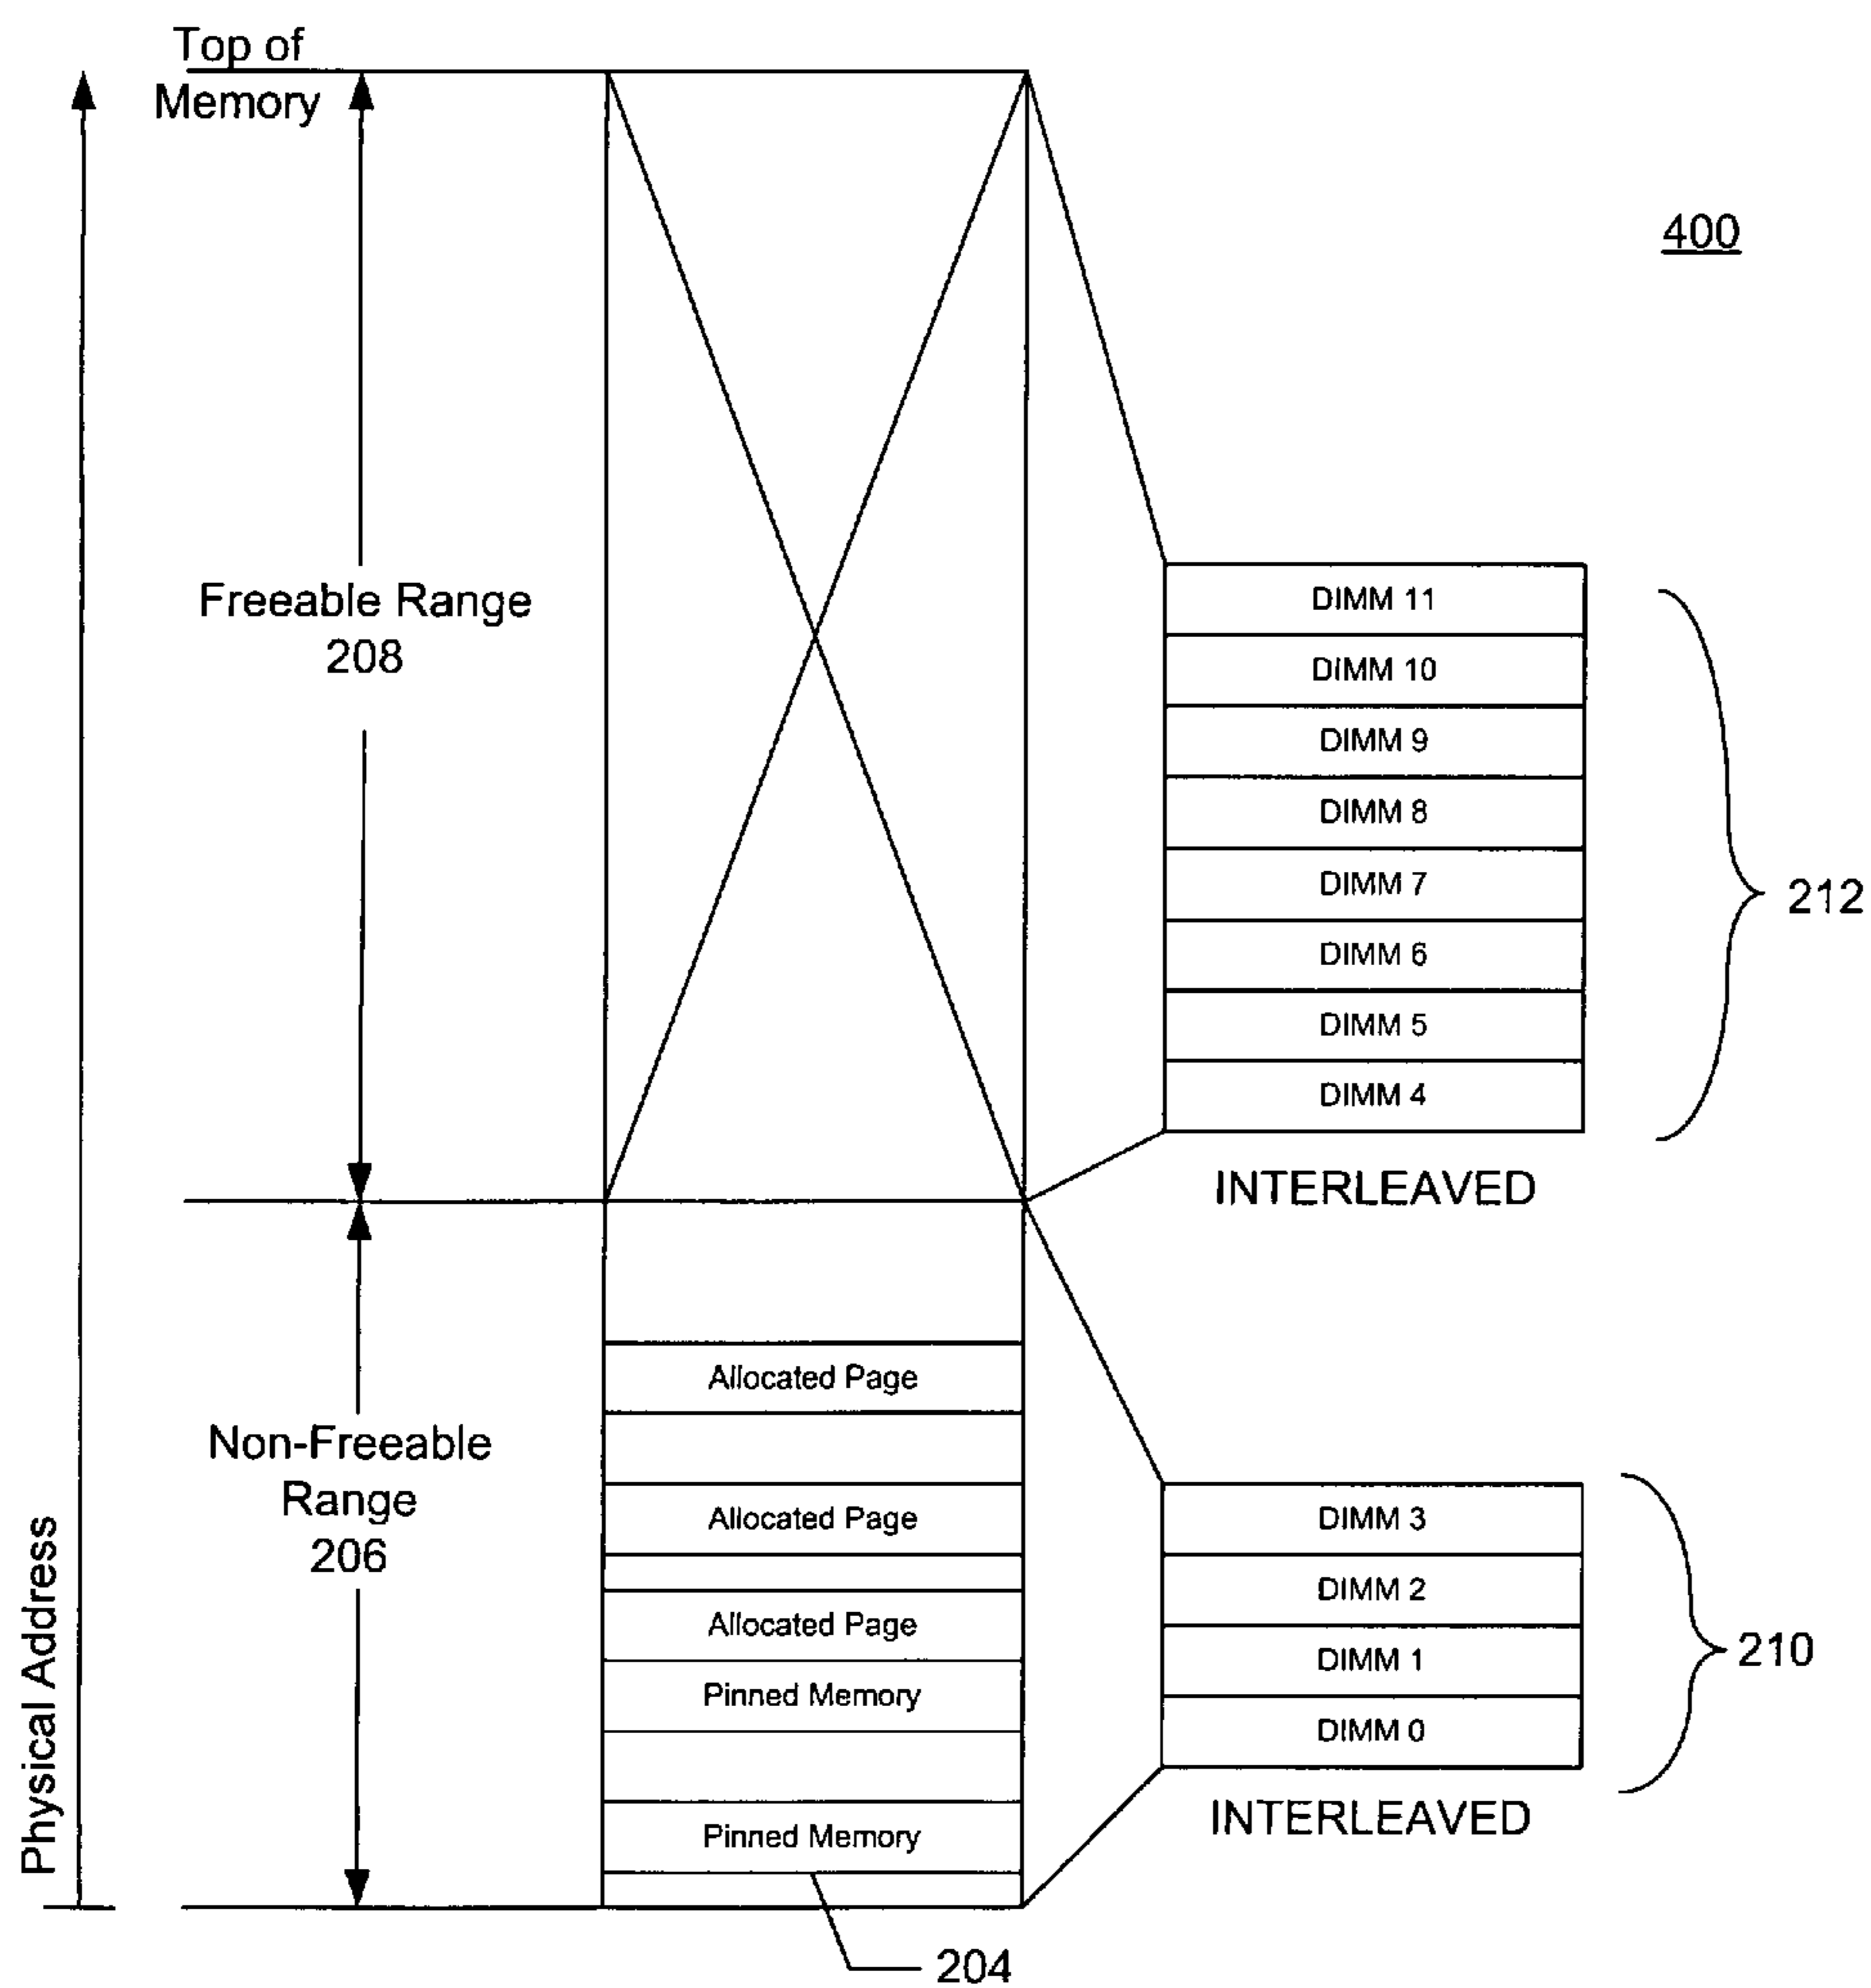 Top of
Memory
400
Freeable Range
208
DIMM 11
DIMM 10
DIMM 9
DIMM 8
DIMM 7
DIMM 6
DIMM 5
DIMM 4
212
INTERLEAVED
Non-Freeable
Range
206
Physical Address
Allocated Page
Allocated Page
Allocated Page
Pinned Memory
Pinned Memory
204
DIMM 3
DIMM 2
DIMM 1
DIMM 0
210
INTERLEAVED